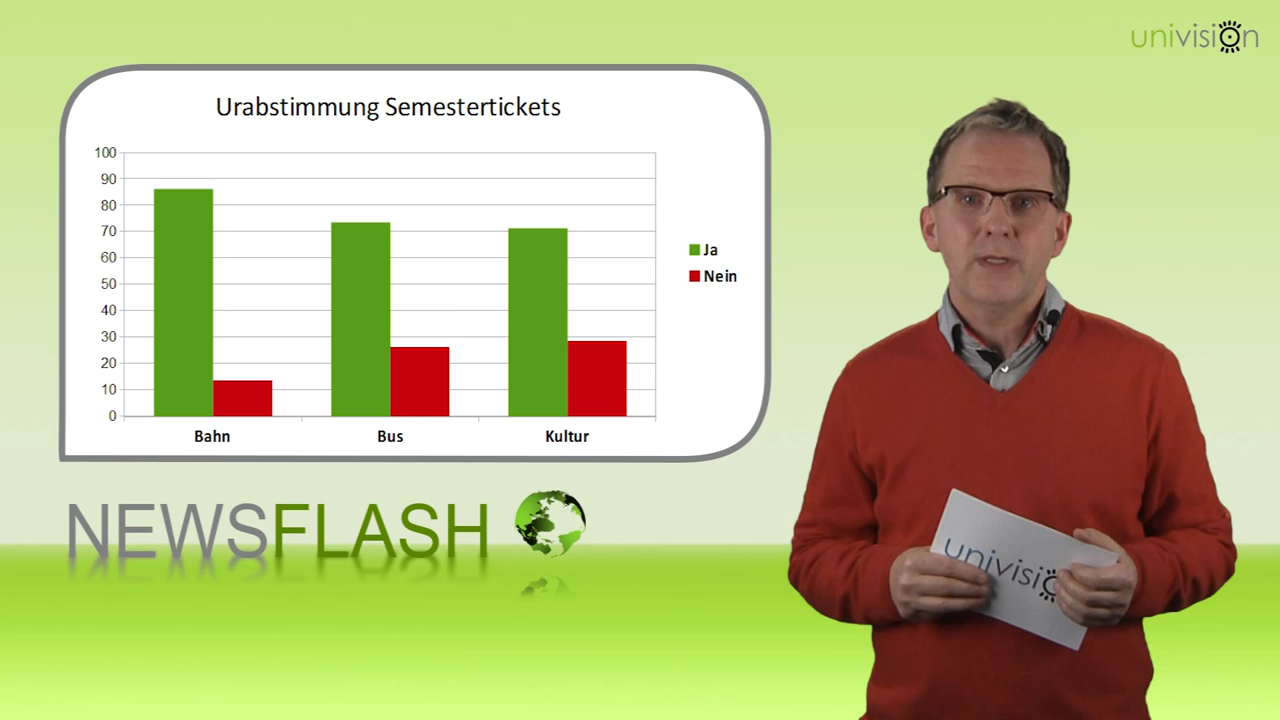 univision
Urabstimmung Semestertickets
100
90
80
70
60
50
40
30
20
10
0
Ja
Nein
Bahn Bus Kultur
NEWSFLASH
univisio